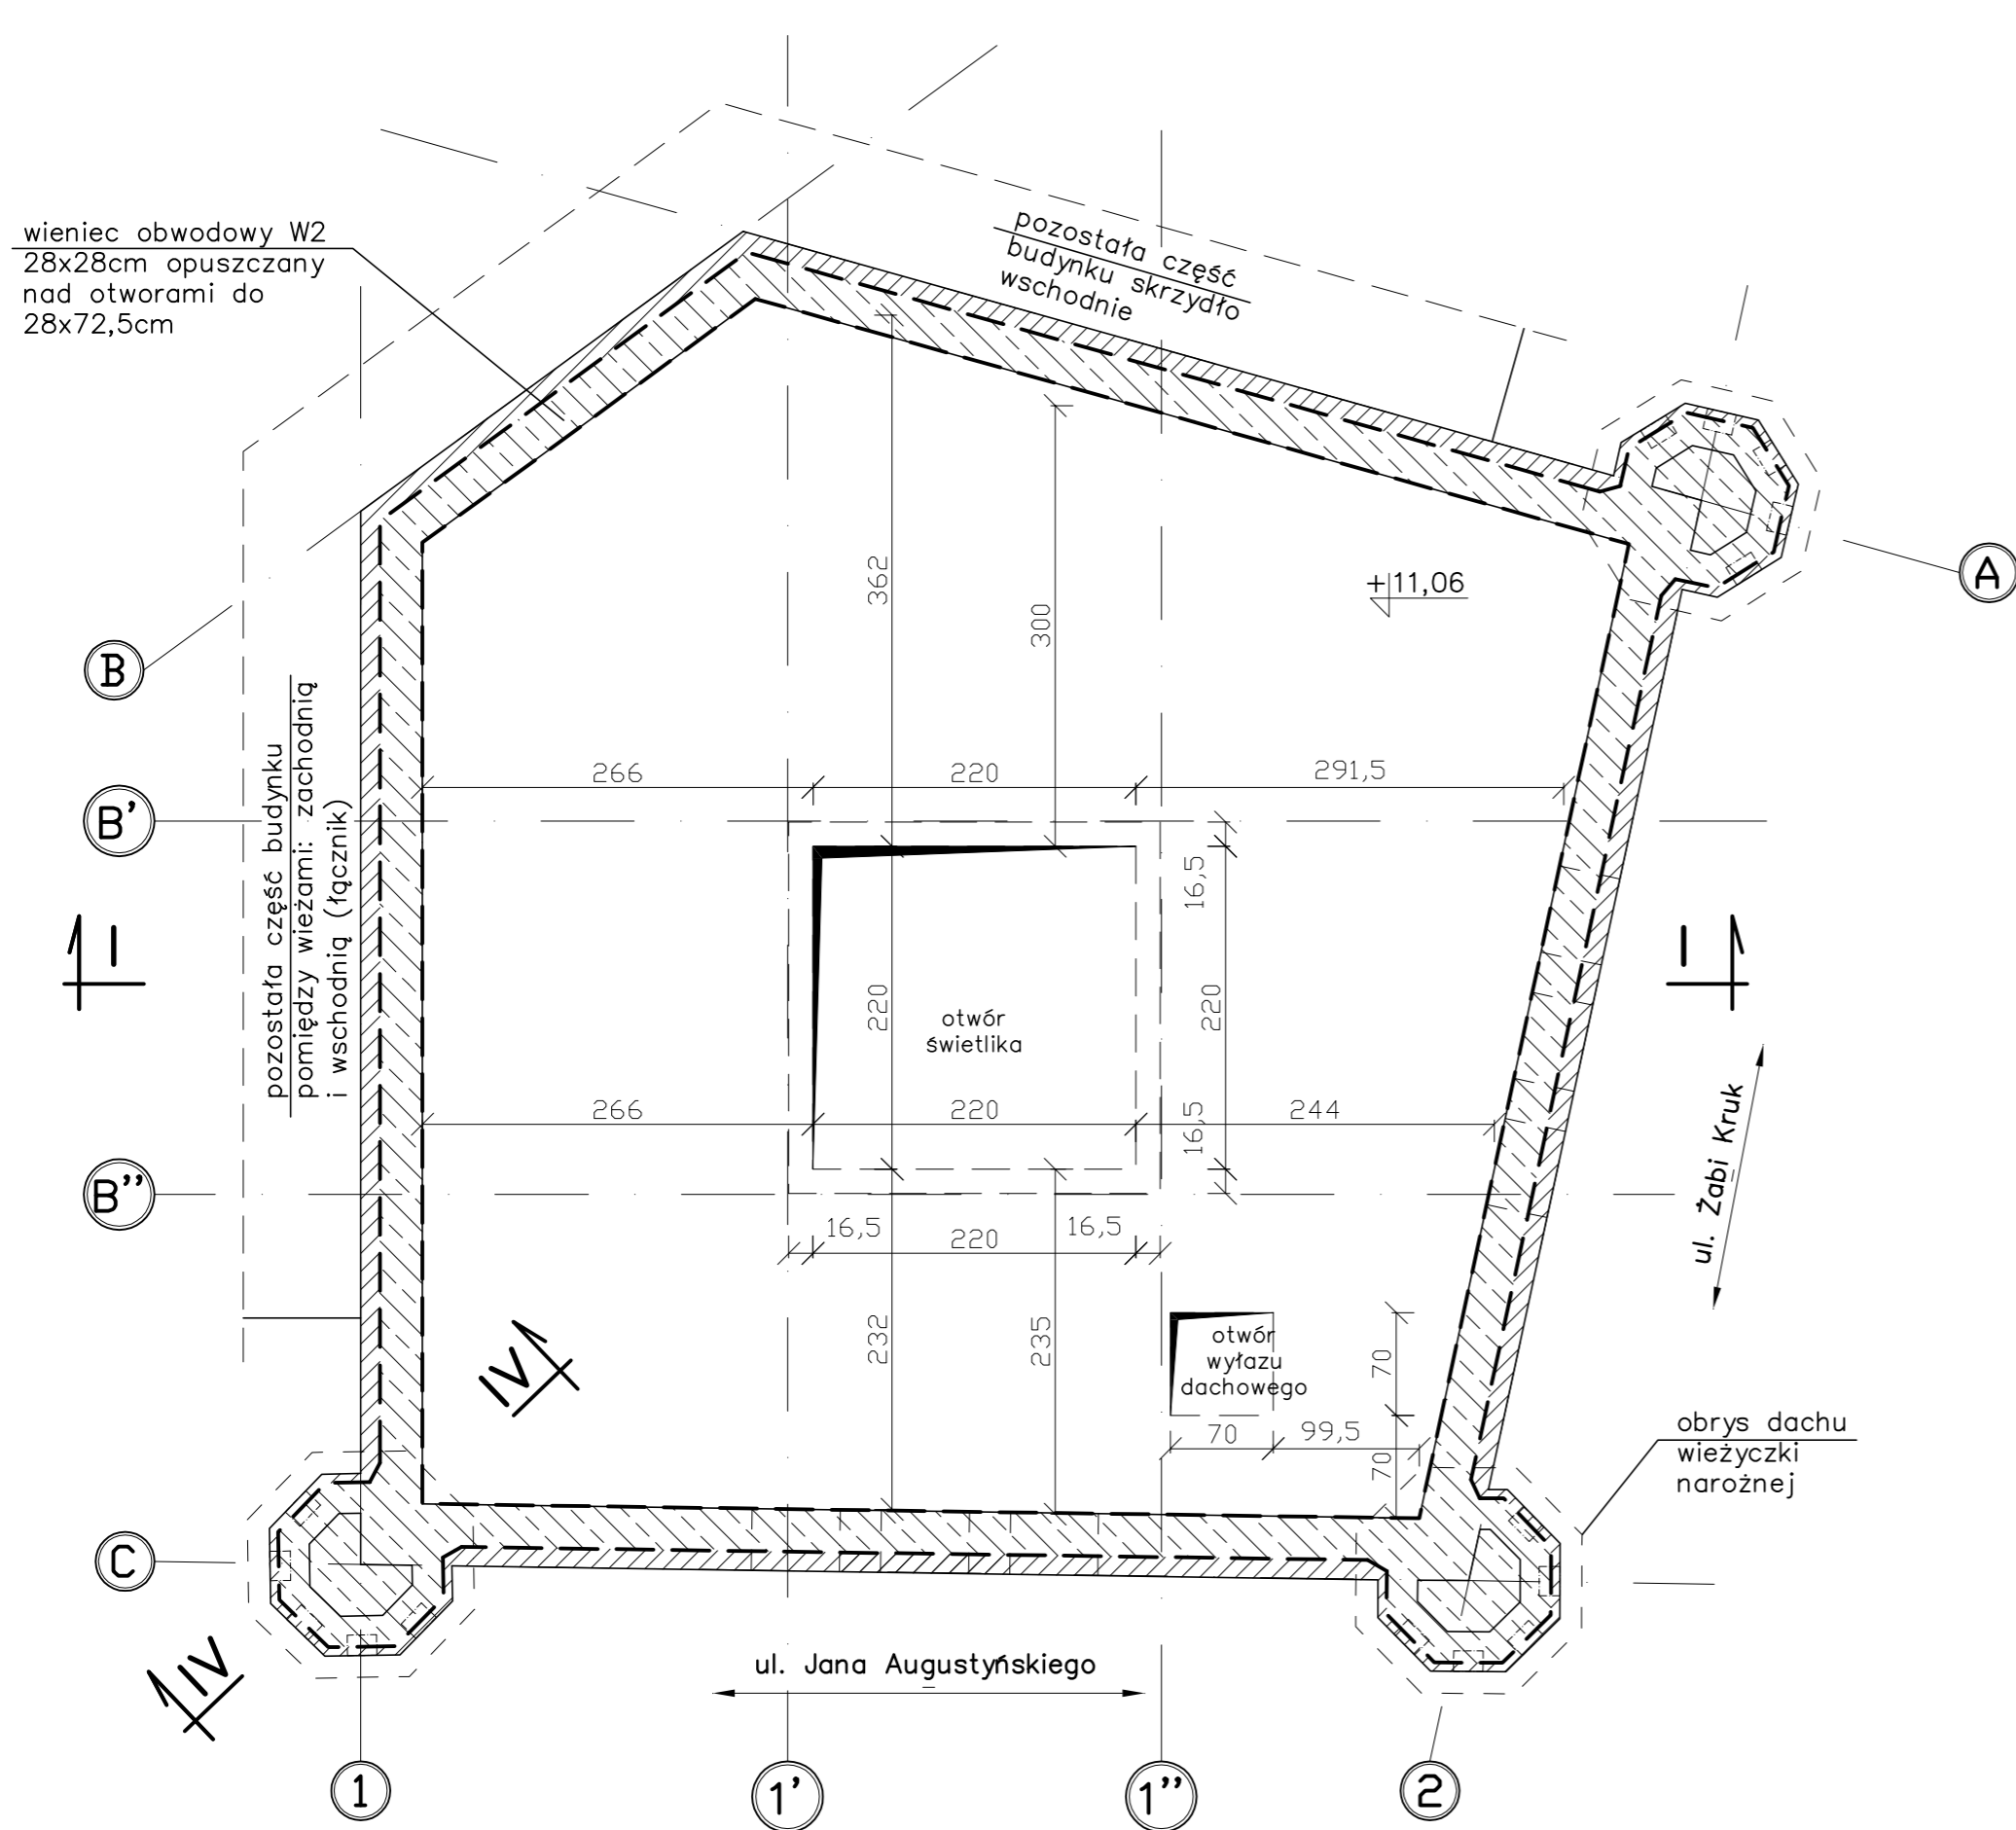 wieniec obwodowy W2
28x28cm opuszczany
nad otworami do
28x72,5cm
pozostała część
budynku skrzydło
wschodnie
A
B
B'
B''
C
+11,06
362
300
266
220
291,5
pozostała część budynku
pomiędzy wieżami: zachodnią
i wschodnią (łącznik)
16,5
220
16,5
220
otwór
świetlika
I
I
266
220
244
ul. Żabi Kruk
16,5
220
16,5
232
235
IV
otwór
wyłazu
dachowego
70
70
70
99,5
obrys dachu
wieżyczki
narożnej
IV
ul. Jana Augustyńskiego
1
1'
1''
2